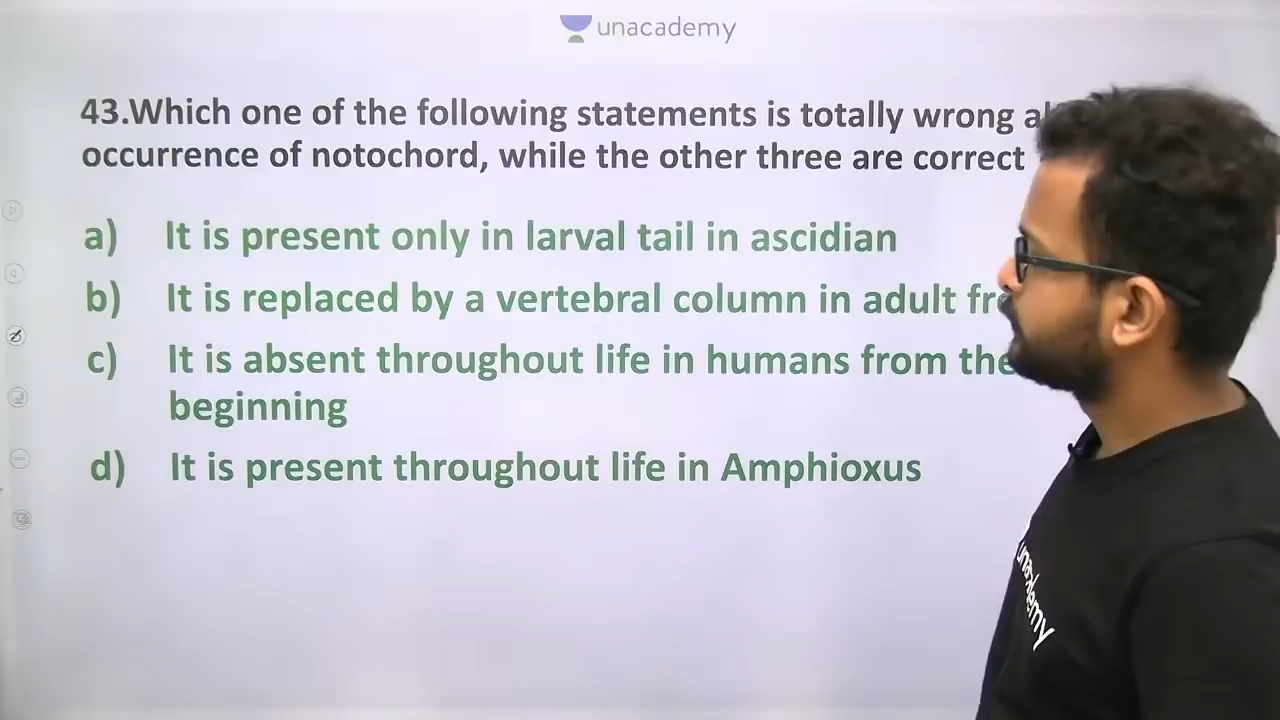 unacademy
43.Which one of the following statements is totally wrong
occurrence of notochord, while the other three are correct
a) It is present only in larval tail in ascidian
b) It is replaced by a vertebral column in adult
c) It is absent throughout life in humans from the
beginning
d) It is present throughout life in Amphioxus
unacademy